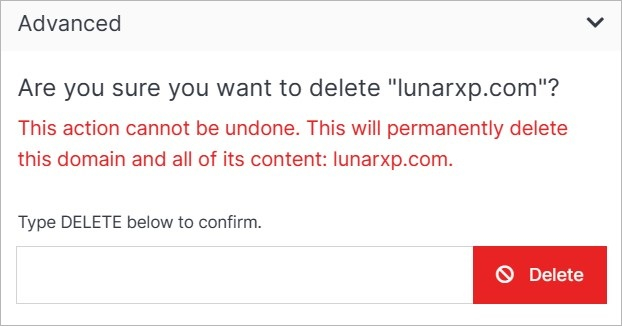 Advanced
Are you sure you want to delete "lunarxp.com"?
This action cannot be undone. This will permanently delete
this domain and all of its content: lunarxp.com.
Type DELETE below to confirm.
Delete